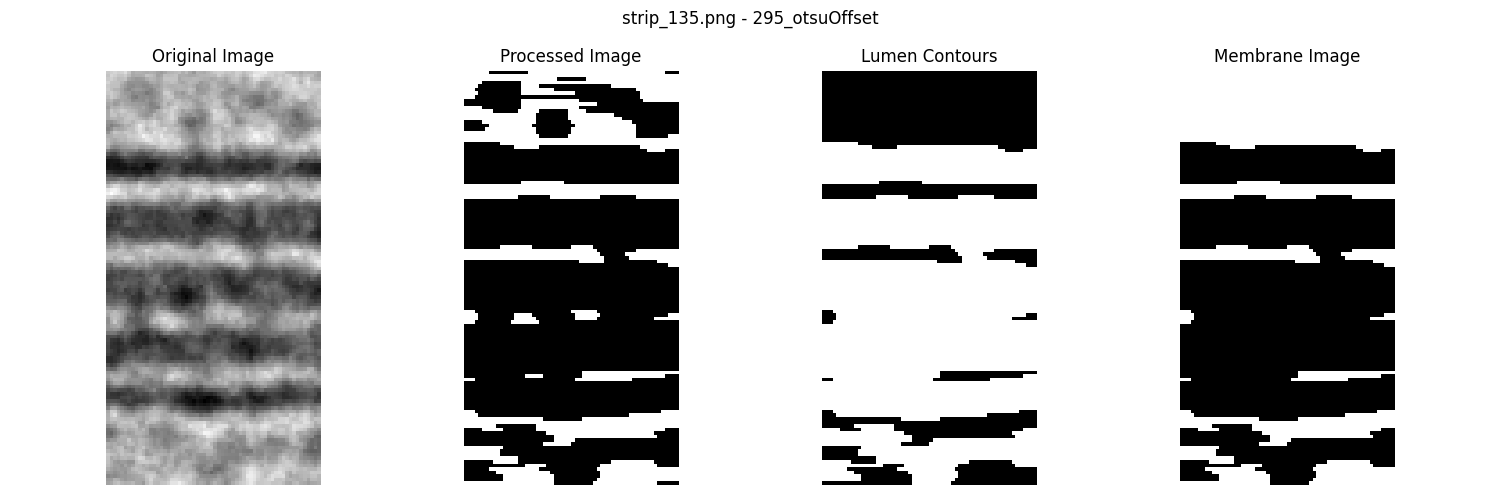 strip_135.png - 295_otsuOffset
Original Image
Processed Image
Lumen Contours
Membrane Image